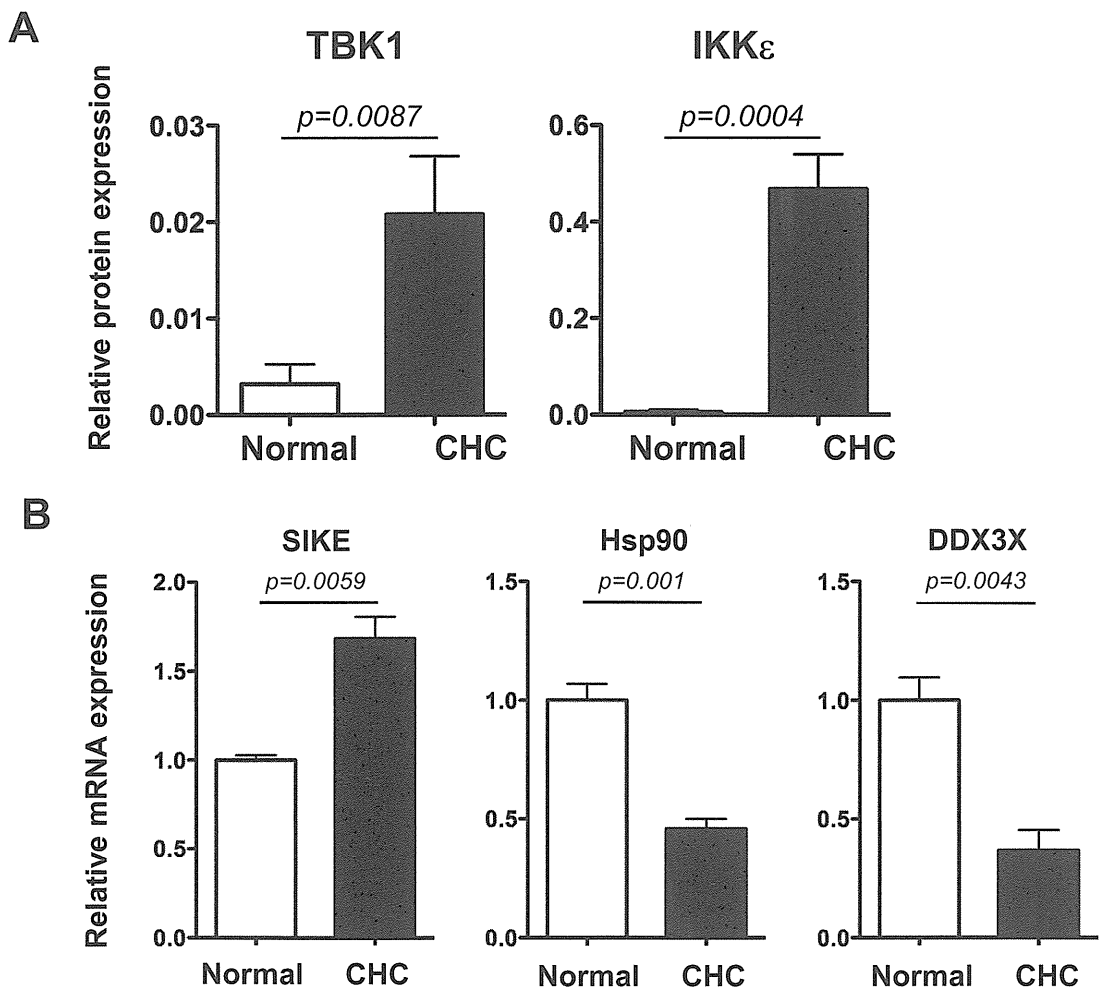 A
TBK1
IKKε
Relative protein expression
p=0.0087
p=0.0004
0.03
0.02
0.01
0.00
0.6
0.4
0.2
0.0
Normal CHC
Normal CHC
B
SIKE
Hsp90
DDX3X
Relative mRNA expression
p=0.0059
p=0.001
p=0.0043
2.0
1.5
1.0
0.5
0.0
1.5
1.0
0.5
0.0
1.5
1.0
0.5
0.0
Normal CHC
Normal CHC
Normal CHC